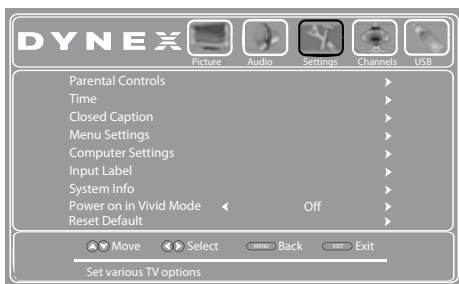 DYNEX
Picture Audio Settings Channels USB
Parental Controls
Time
Closed Caption
Menu Settings
Computer Settings
Input Label
System Info
Power on in Vivid Mode Off
Reset Default
Move Select MENU Back EXIT Exit
Set various TV options